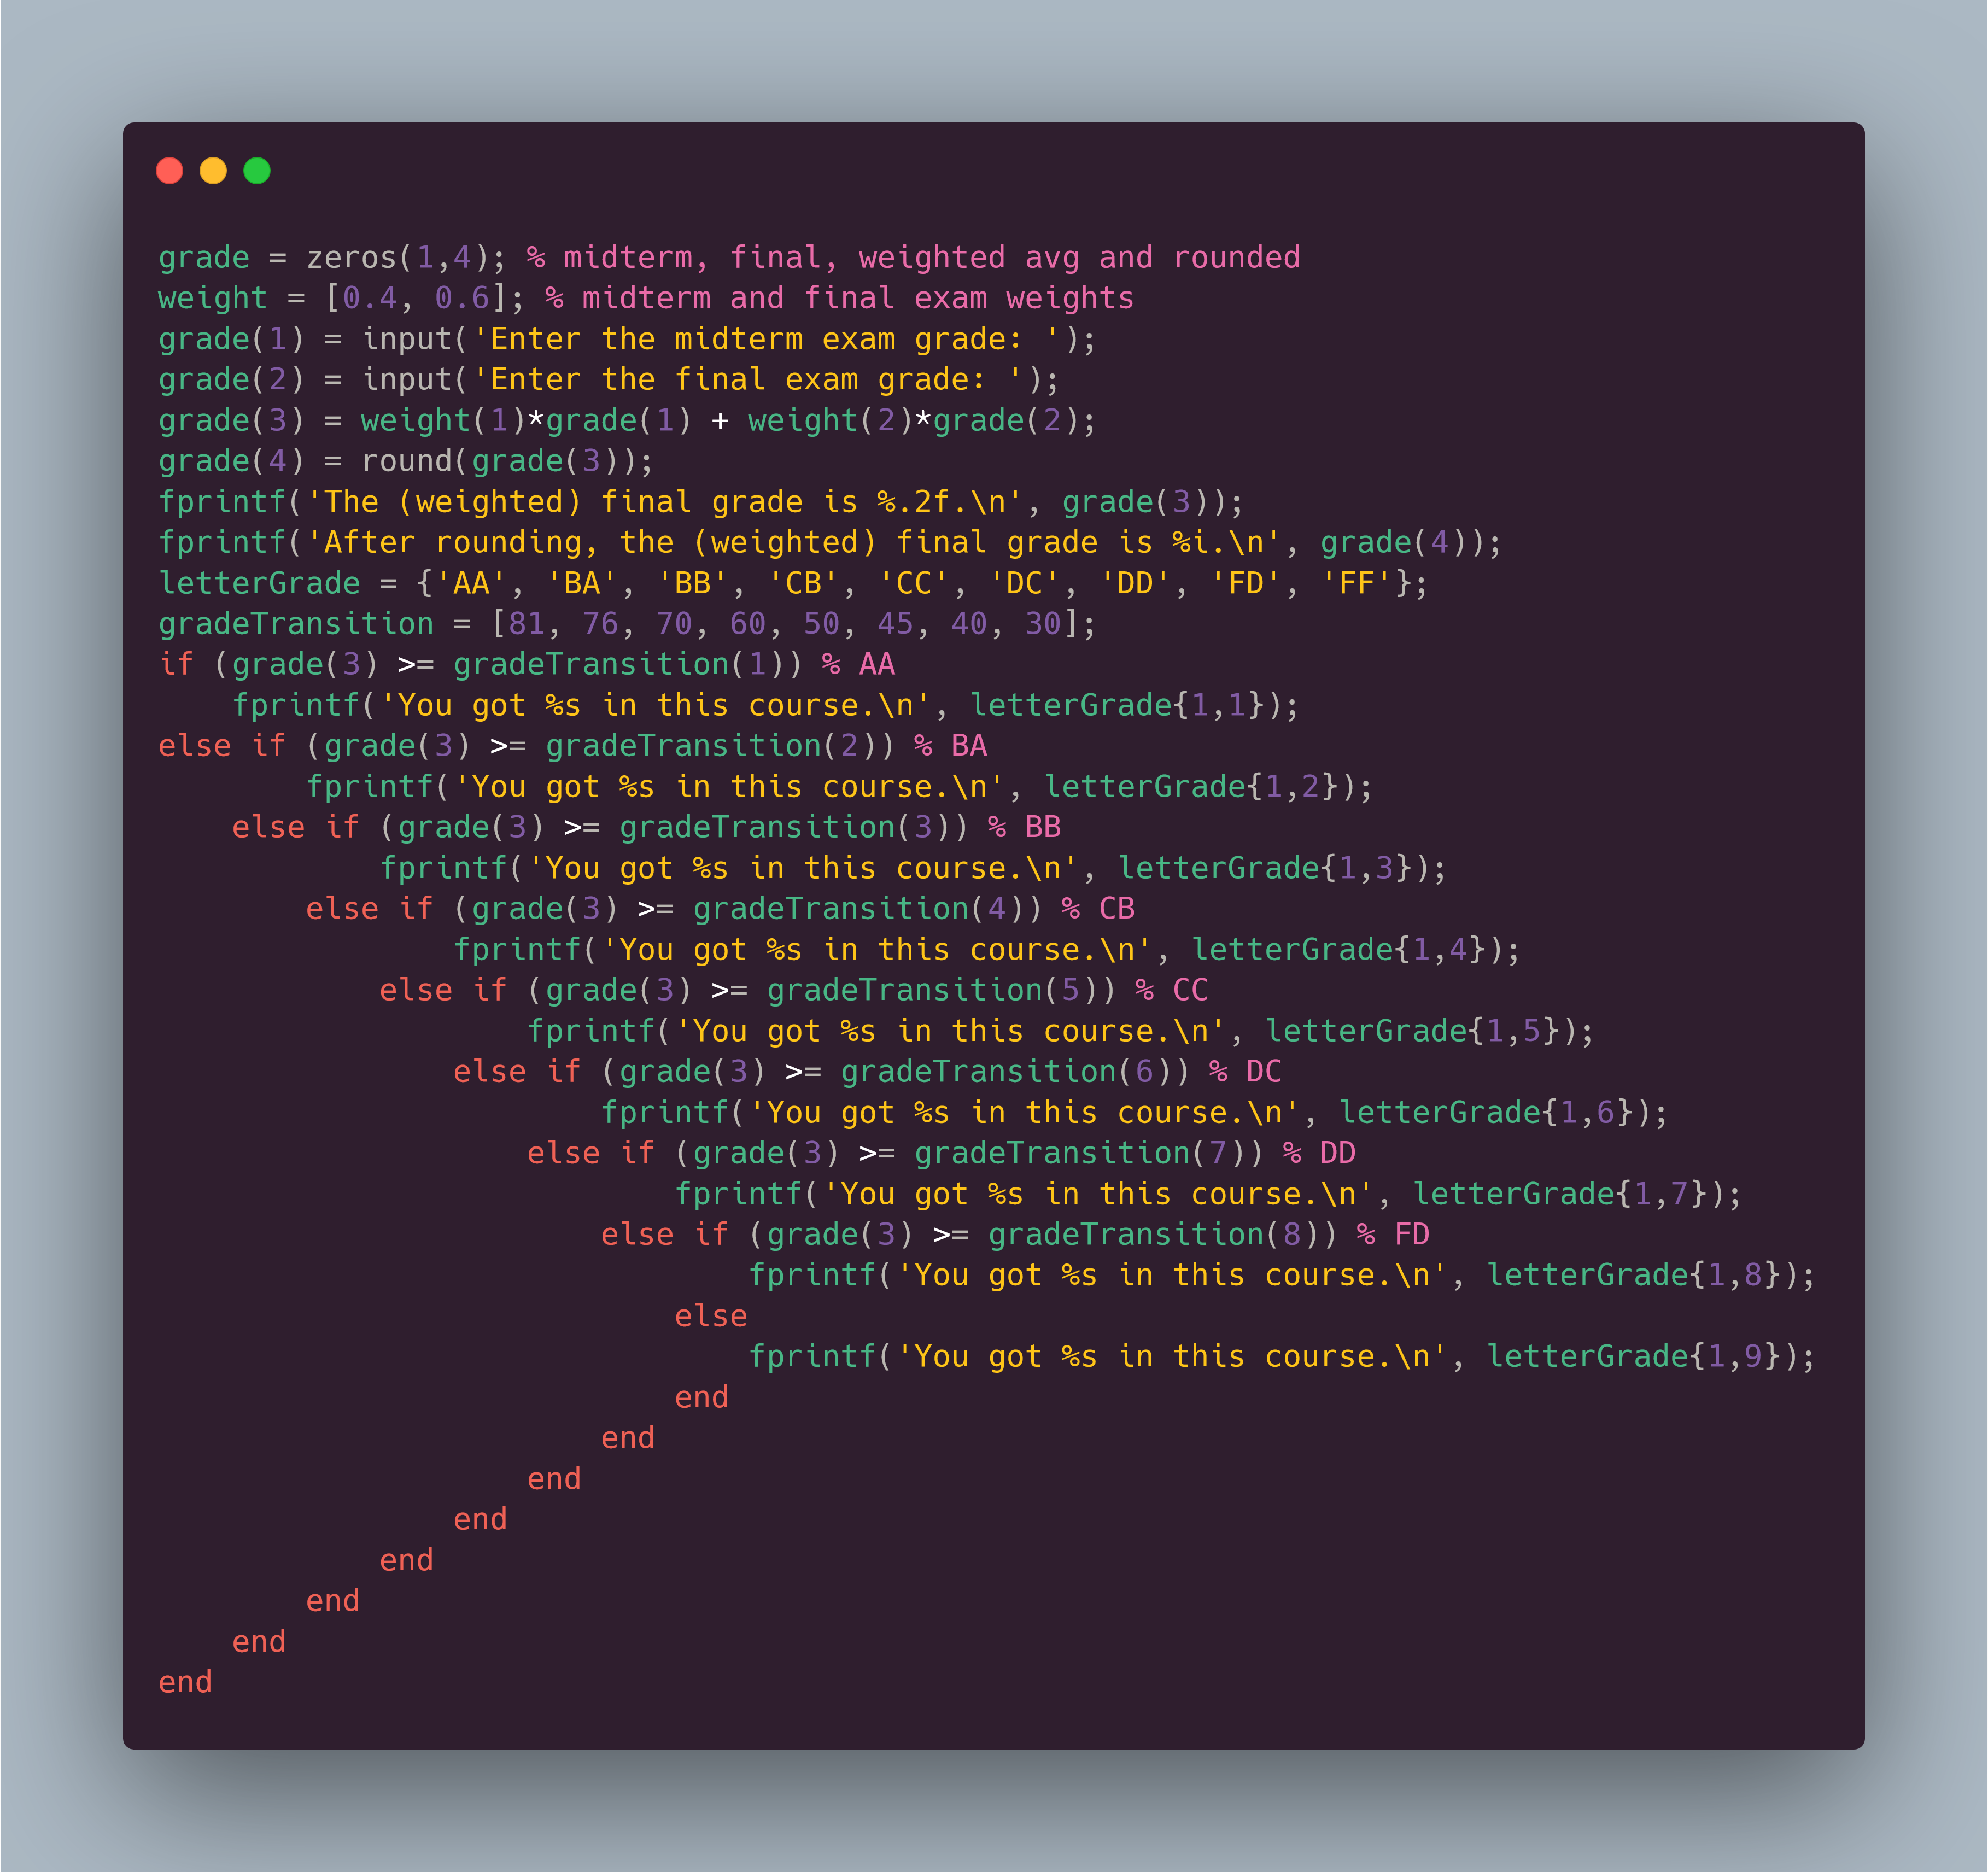 grade = zeros(1,4); % midterm, final, weighted avg and rounded
weight = [0.4, 0.6]; % midterm and final exam weights
grade(1) = input('Enter the midterm exam grade: ');
grade(2) = input('Enter the final exam grade: ');
grade(3) = weight(1)*grade(1) + weight(2)*grade(2);
grade(4) = round(grade(3));
fprintf('The (weighted) final grade is %.2f.\n', grade(3));
fprintf('After rounding, the (weighted) final grade is %i.\n', grade(4));
letterGrade = {'AA', 'BA', 'BB', 'CB', 'CC', 'DC', 'DD', 'FD', 'FF'};
gradeTransition = [81, 76, 70, 60, 50, 45, 40, 30];
if (grade(3) >= gradeTransition(1)) % AA
    fprintf('You got %s in this course.\n', letterGrade{1,1});
else if (grade(3) >= gradeTransition(2)) % BA
        fprintf('You got %s in this course.\n', letterGrade{1,2});
    else if (grade(3) >= gradeTransition(3)) % BB
            fprintf('You got %s in this course.\n', letterGrade{1,3});
        else if (grade(3) >= gradeTransition(4)) % CB
                fprintf('You got %s in this course.\n', letterGrade{1,4});
            else if (grade(3) >= gradeTransition(5)) % CC
                    fprintf('You got %s in this course.\n', letterGrade{1,5});
                else if (grade(3) >= gradeTransition(6)) % DC
                        fprintf('You got %s in this course.\n', letterGrade{1,6});
                    else if (grade(3) >= gradeTransition(7)) % DD
                            fprintf('You got %s in this course.\n', letterGrade{1,7});
                        else if (grade(3) >= gradeTransition(8)) % FD
                                fprintf('You got %s in this course.\n', letterGrade{1,8});
                            else
                                fprintf('You got %s in this course.\n', letterGrade{1,9});
                            end
                        end
                    end
                end
            end
        end
    end
end